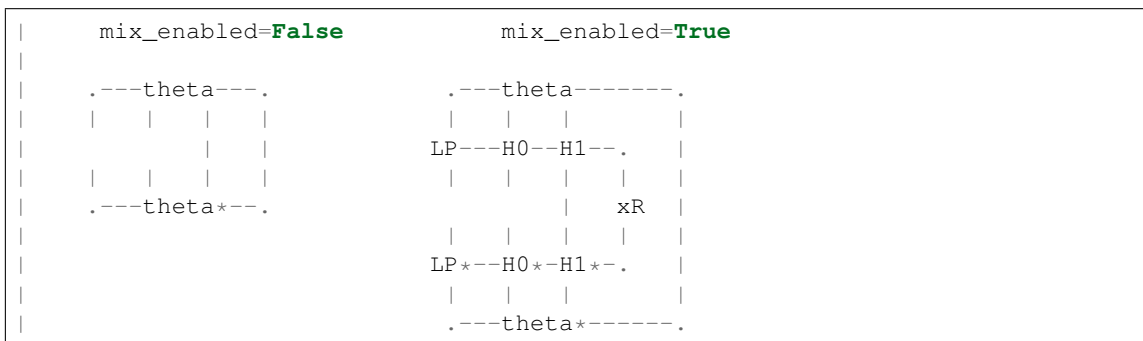 |     mix_enabled=False           mix_enabled=True
|
|    .---theta---.            .---theta-------.
|    |   |   |   |            |   |   |       |
|            |   |           LP---H0--H1--.   |
|    |   |   |   |            |   |   |   |   |
|    .---theta*--.                    |   xR  |
|                             |   |   |   |   |
|                            LP*--H0*-H1*-.   |
|                             |   |   |       |
|                             .---theta*------.